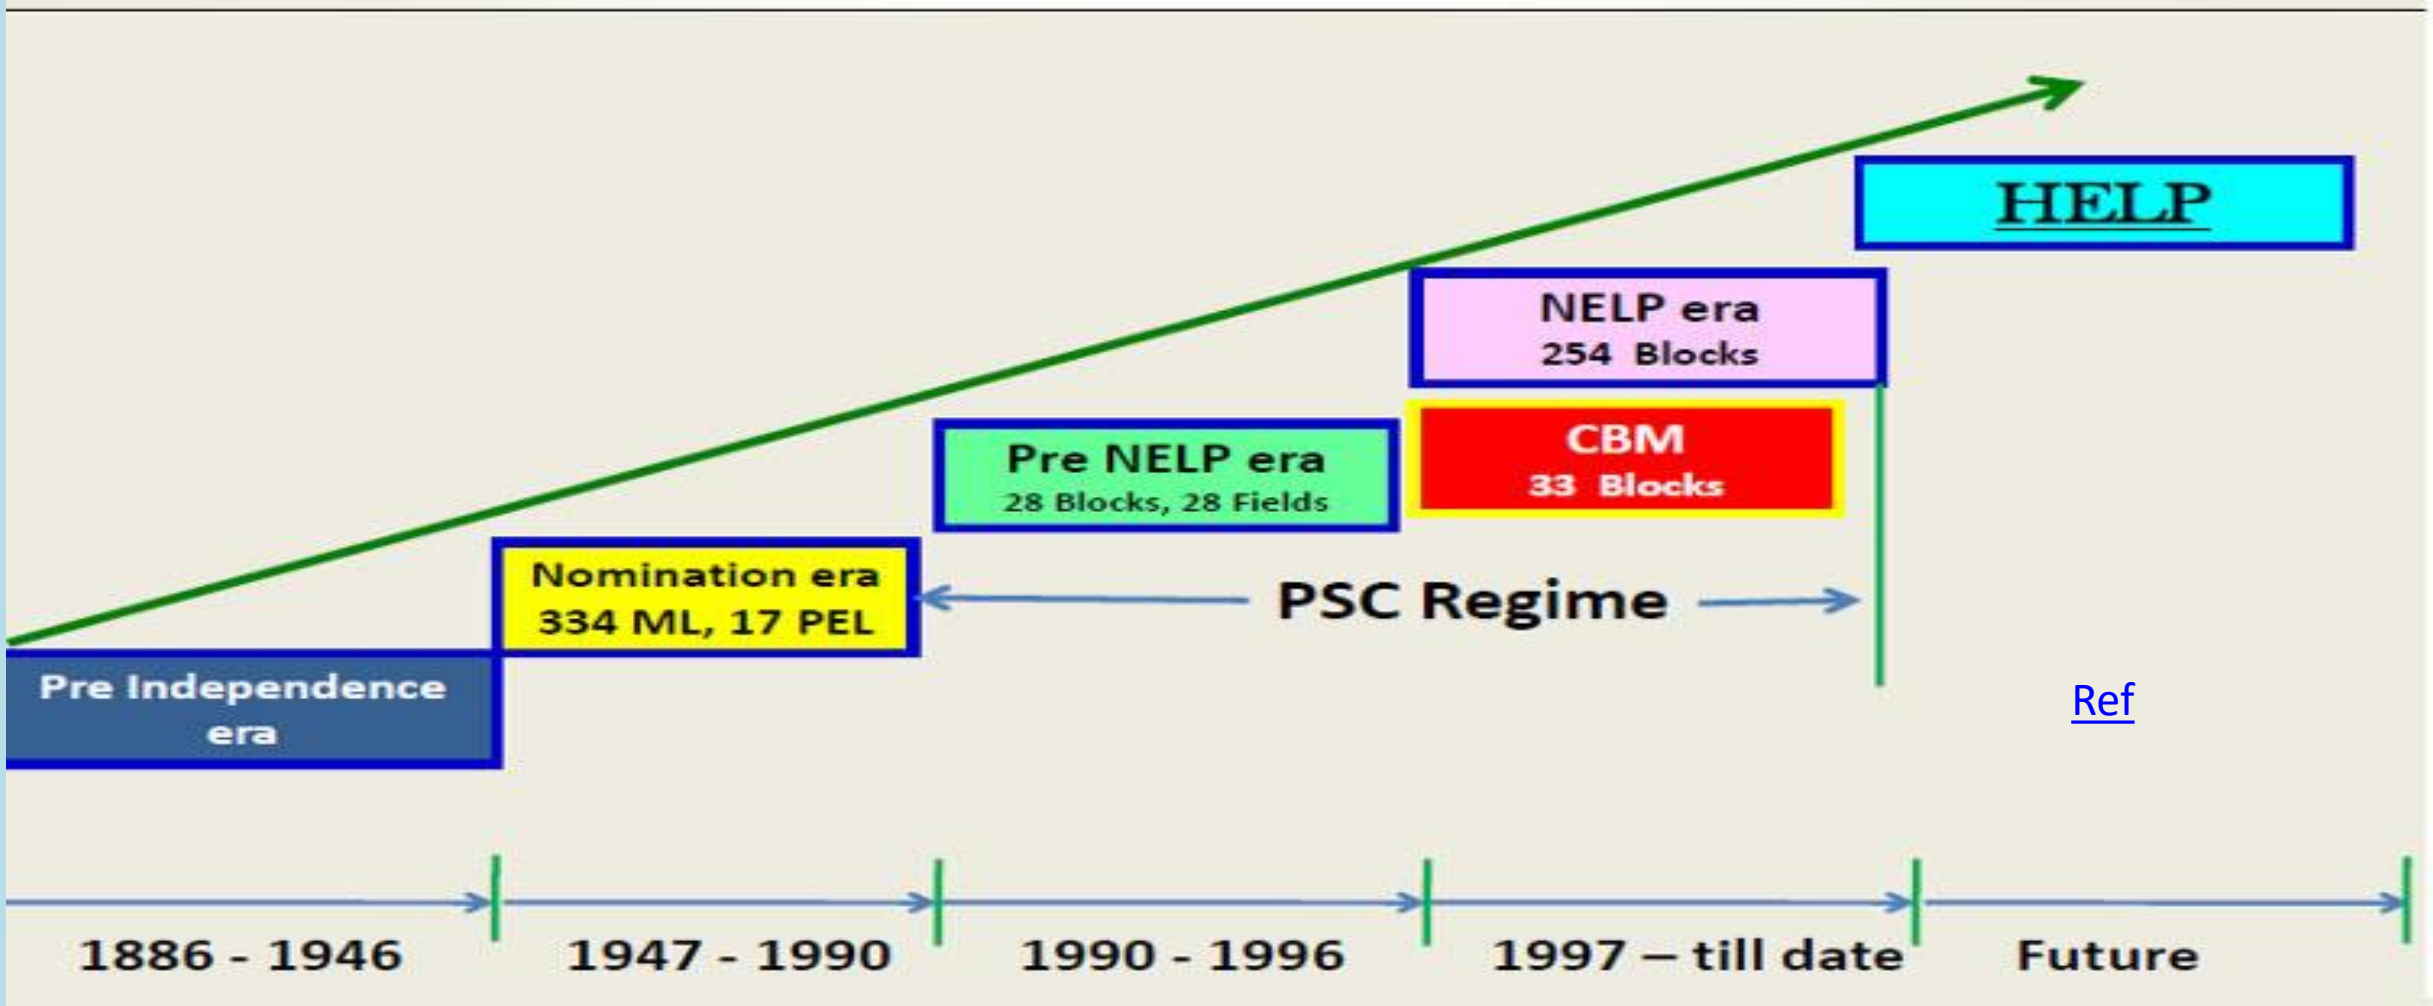 HELP
NELP era
254 Blocks
CBM
33 Blocks
Pre NELP era
28 Blocks, 28 Fields
Nomination era
334 ML, 17 PEL
PSC Regime
Pre Independence
era
Ref
1886 - 1946
1947 - 1990
1990 - 1996
1997 – till date
Future